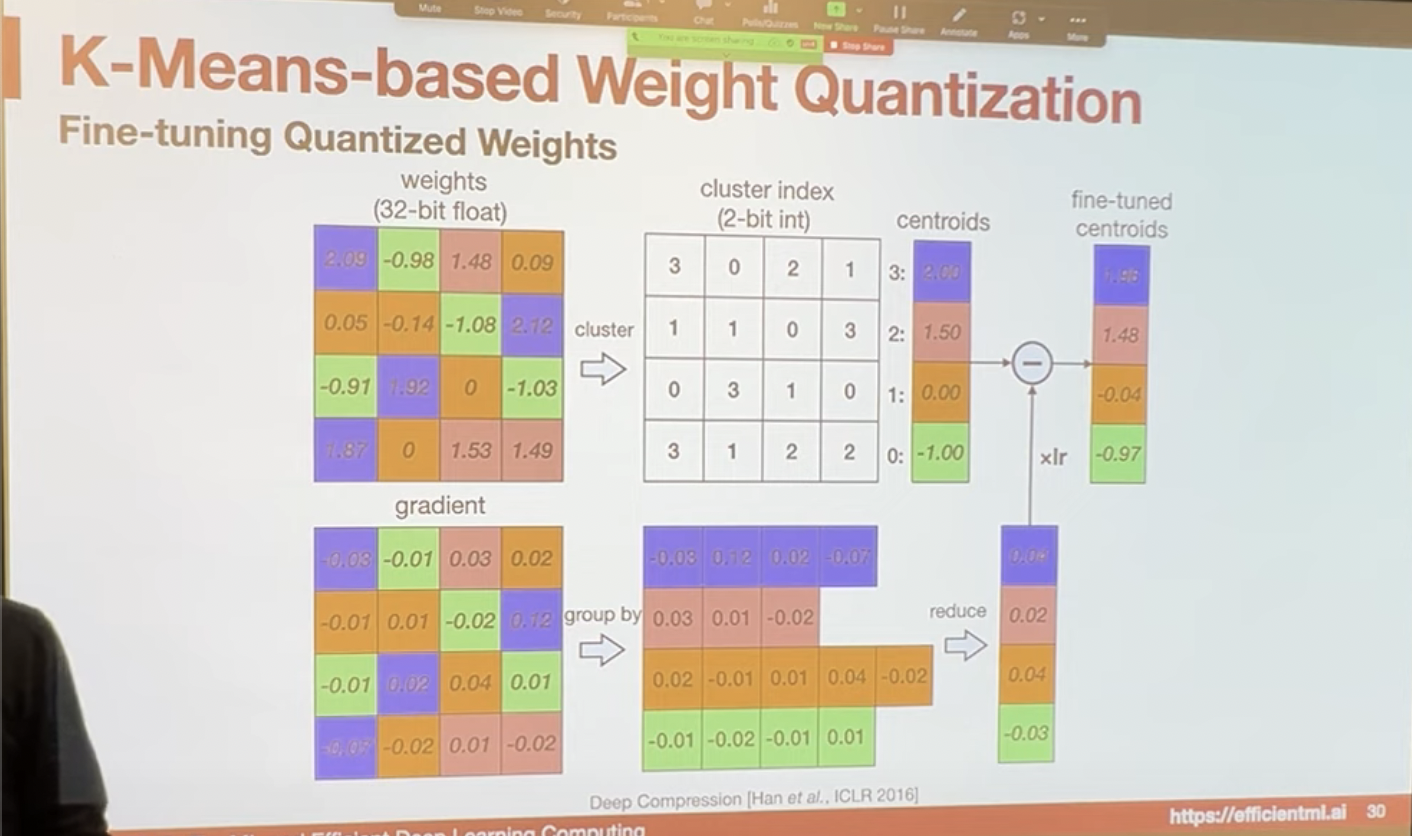 Mute Stop Video Security Participants Chat Polls/Quizzes New Share Pause Share Annotate Apps More
You are screen sharing Stop Share
K-Means-based Weight Quantization
Fine-tuning Quantized Weights
weights
(32-bit float)
cluster index
(2-bit int)
centroids
fine-tuned
centroids
2.09 -0.98 1.48 0.09
3 0 2 1
3: 2.00
0.05 -0.14 -1.08 2.12
cluster
1 1 0 3
2: 1.50
1.48
-0.91 1.92 0 -1.03
0 3 1 0
1: 0.00
-0.04
1.87 0 1.53 1.49
3 1 2 2
0: -1.00
×lr
-0.97
gradient
-0.03 -0.01 0.03 0.02
-0.03 0.12 0.02 -0.07
-0.01 0.01 -0.02 0.12
group by
0.03 0.01 -0.02
reduce
0.02
-0.01 0.02 0.04 0.01
0.02 -0.01 0.01 0.04 -0.02
0.04
-0.07 -0.02 0.01 -0.02
-0.01 -0.02 -0.01 0.01
-0.03
Deep Compression [Han et al., ICLR 2016]
Efficient Deep Learning Computing
https://efficientml.ai 30